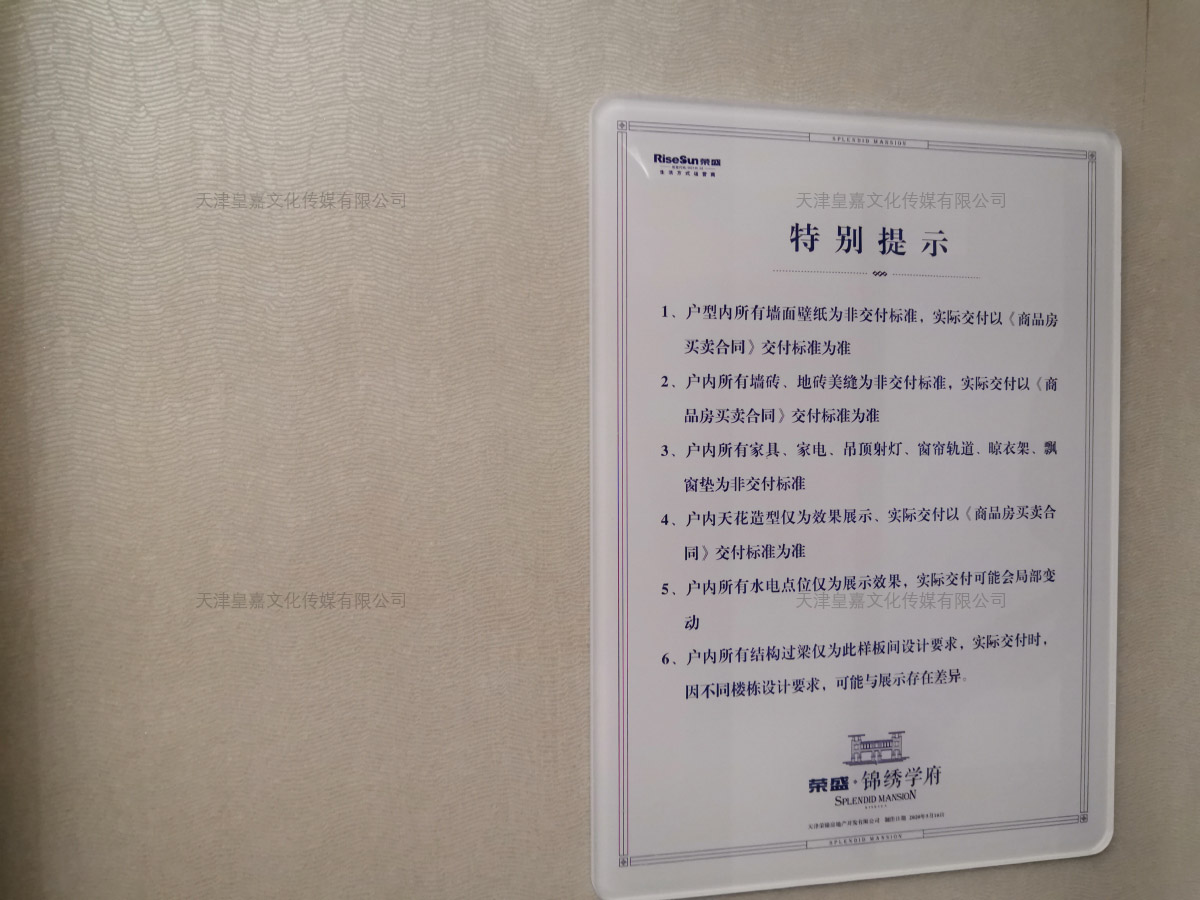 SPLENDID MANSION
RiseSun 荣盛
生活方式运营商
天津皇嘉文化传媒有限公司 天津皇嘉文化传媒有限公司
特别提示
1、户型内所有墙面壁纸为非交付标准，实际交付以《商品房
买卖合同》交付标准为准
2、户内所有墙砖、地砖美缝为非交付标准，实际交付以《商
品房买卖合同》交付标准为准
3、户内所有家具、家电、吊顶射灯、窗帘轨道、晾衣架、飘
窗垫为非交付标准
4、户内天花造型仅为效果展示、实际交付以《商品房买卖合
同》交付标准为准
5、户内所有水电点位仅为展示效果，实际交付可能会局部变
天津皇嘉文化传媒有限公司 天津皇嘉文化传媒有限公司
动
6、户内所有结构过梁仅为此样板间设计要求，实际交付时，
因不同楼栋设计要求，可能与展示存在差异。
荣盛·锦绣学府
SPLENDID MANSION
SPLENDID MANSION